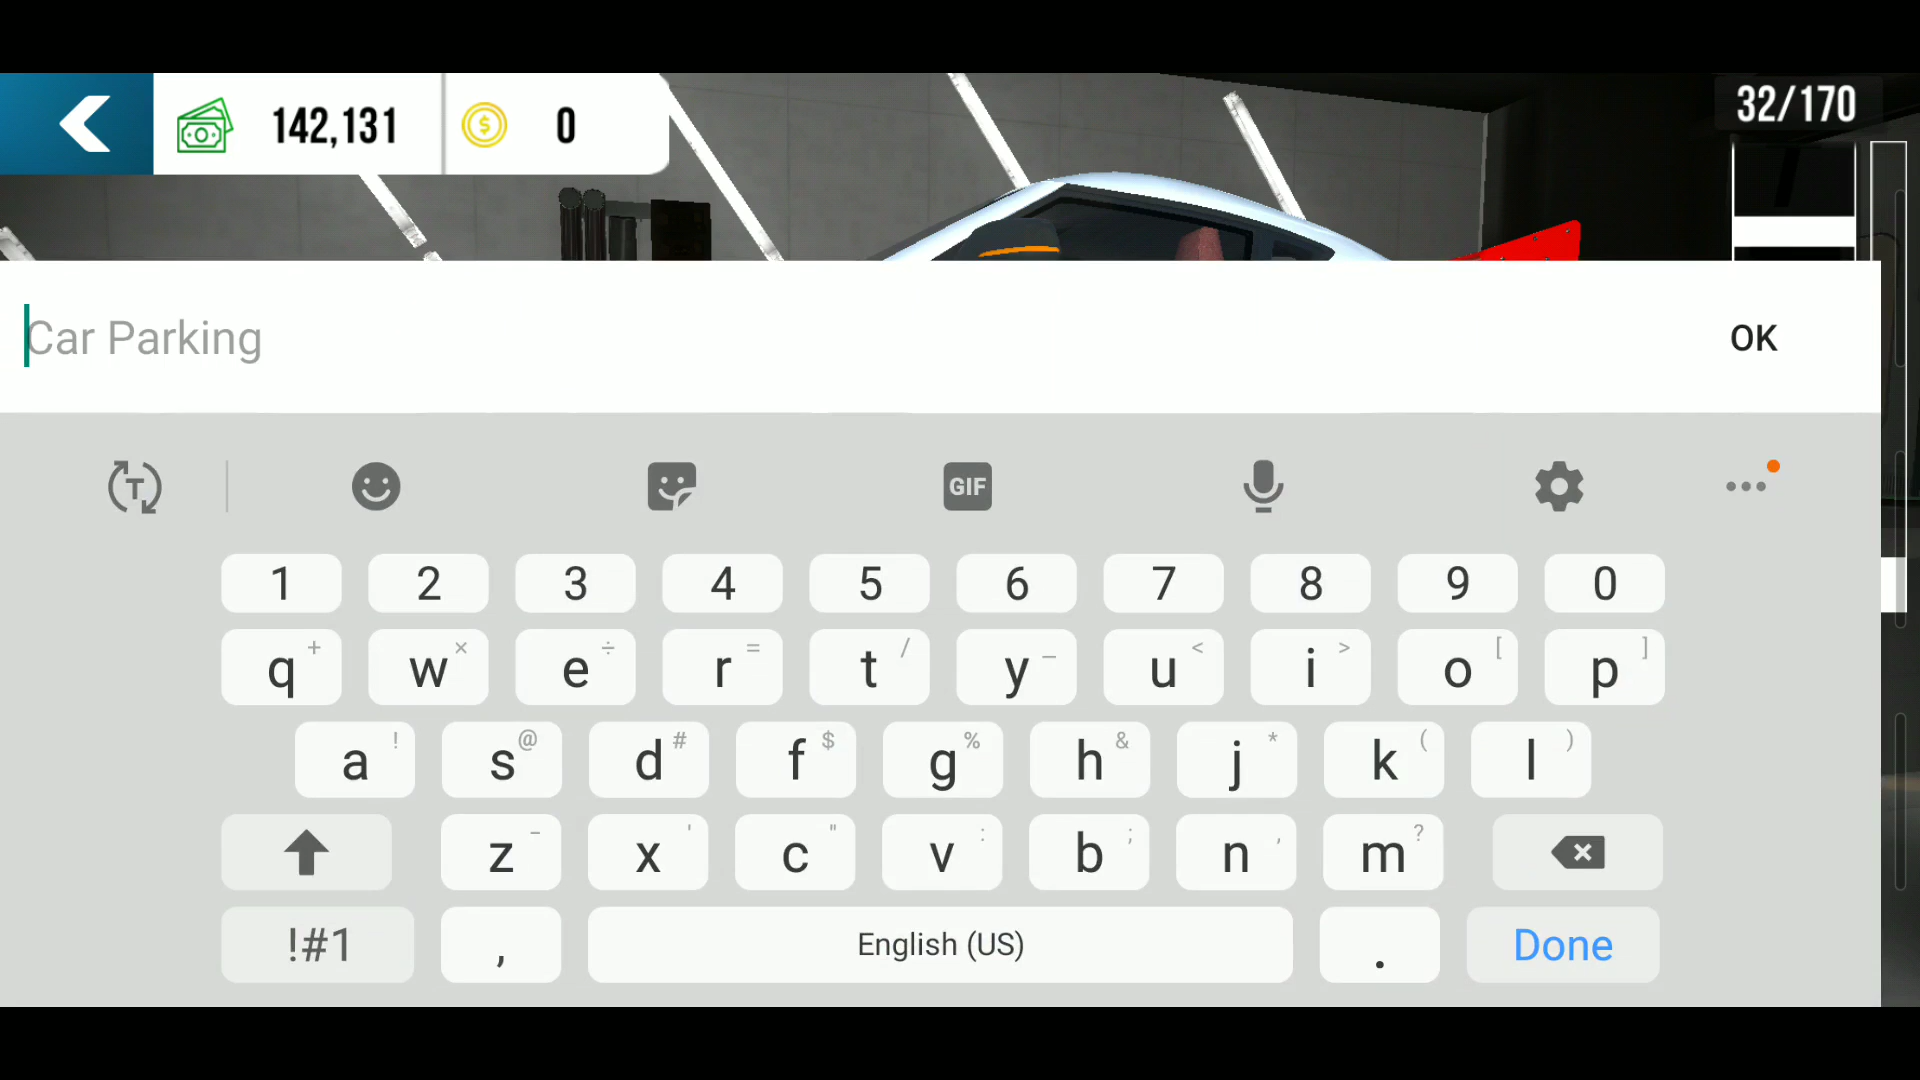 142,131 0
32/170
Car Parking OK
T GIF
1 2 3 4 5 6 7 8 9 0
q + w × e ÷ r = t / y _ u < i > o [ p ]
a ! s @ d # f $ g % h & j * k ( l )
z - x ' c " v : b ; n , m ?
!#1 , English (US) . Done